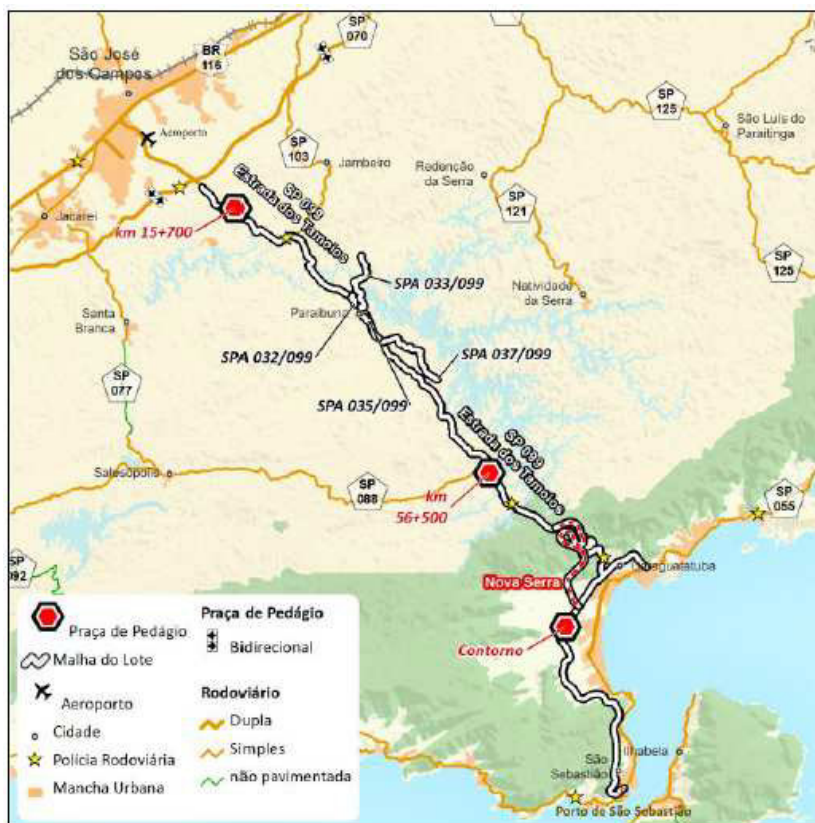 SP
070
BR
116
São José
dos Campos
SP
125
São Luís do
Paraitinga
Aeroporto
SP
103
Jambeiro
Redenção
da Serra
SP 099
Estrada dos Tamoios
Jacareí
km 15+700
SP
121
SP
125
SPA 033/099
Natividade
da Serra
Santa
Branca
Paraibuna
SPA 032/099
SPA 037/099
SPA 035/099
SP
077
SP 099
Estrada dos Tamoios
Salesópolis
SP
088
km
56+500
SP
055
SP
092
Nova Serra
Contorno
Praça de Pedágio
Malha do Lote
Aeroporto
Cidade
Polícia Rodoviária
Mancha Urbana
Praça de Pedágio
Bidirecional
Rodoviário
Dupla
Simples
não pavimentada
Ilhabela
São
Sebastião
Porto de São Sebastião